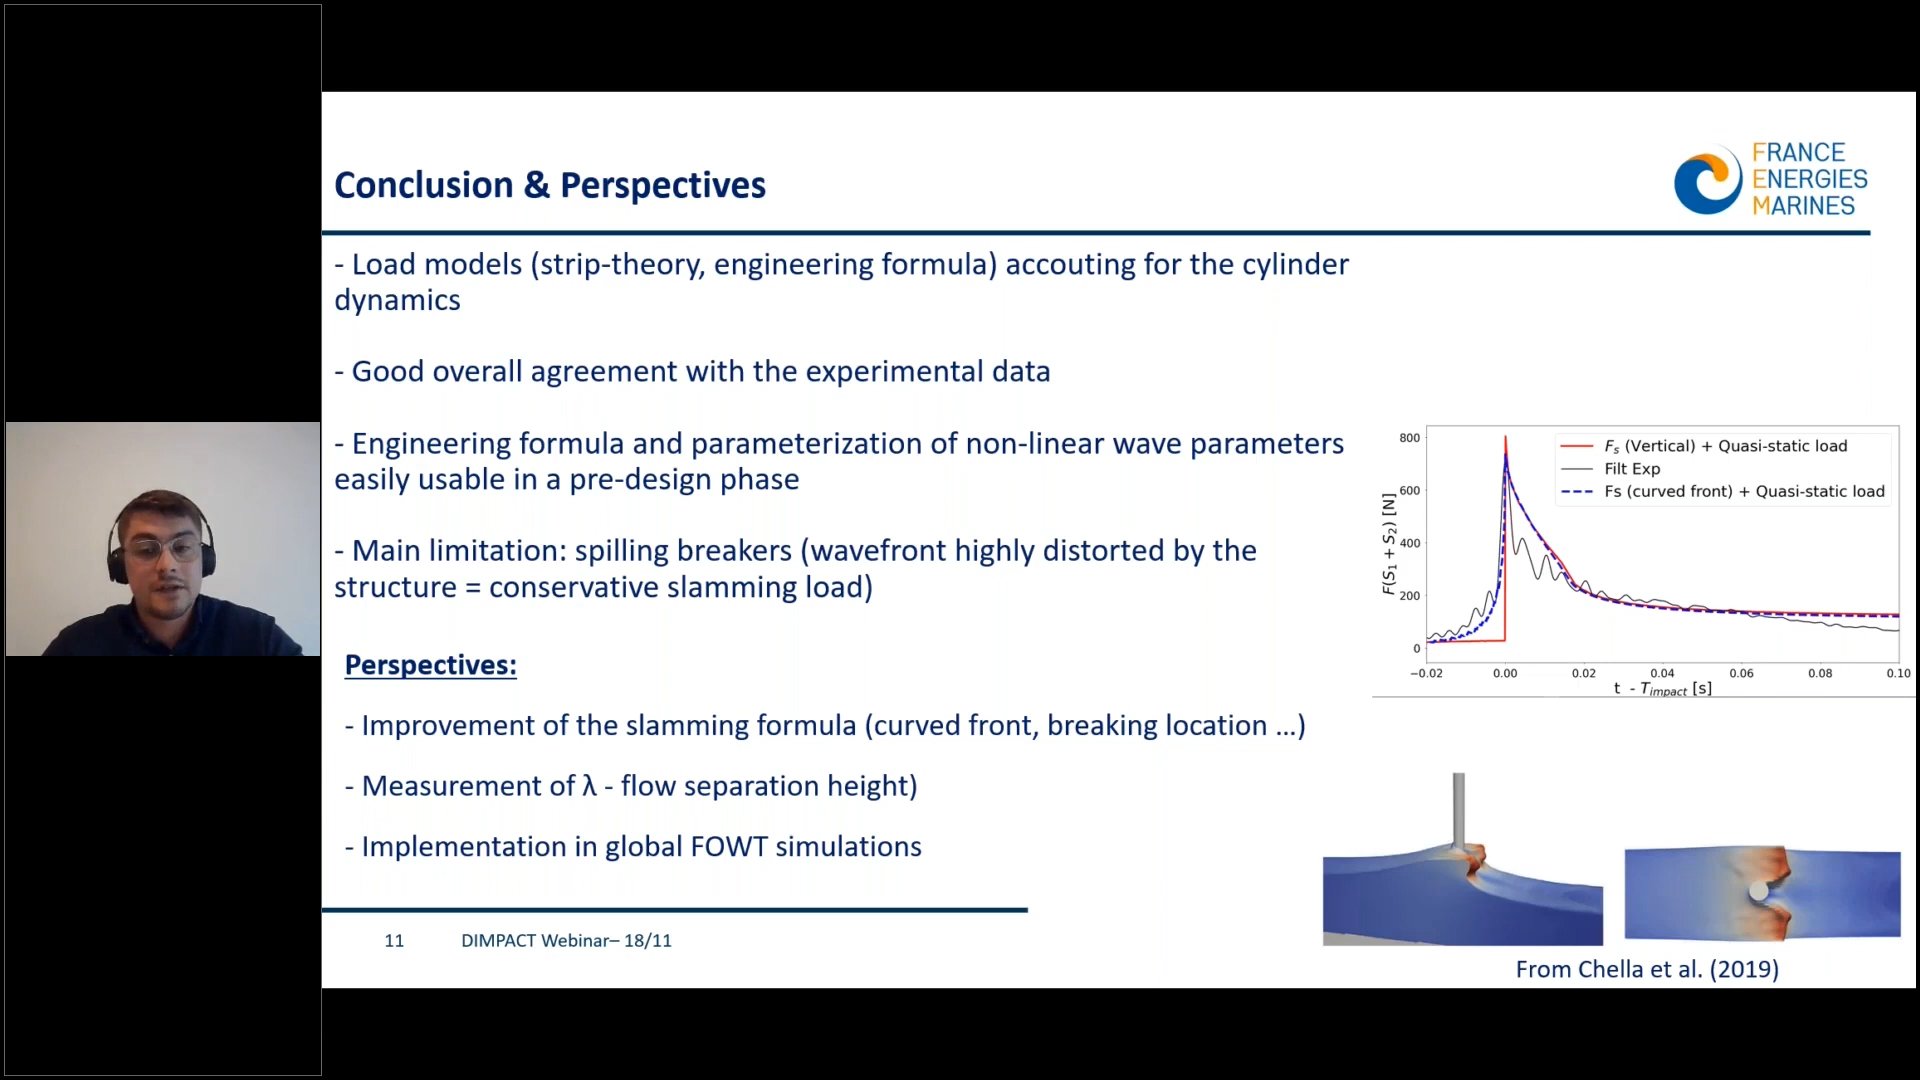 FRANCE
ENERGIES
MARINES
Conclusion & Perspectives
- Load models (strip-theory, engineering formula) accouting for the cylinder
dynamics
- Good overall agreement with the experimental data
- Engineering formula and parameterization of non-linear wave parameters
easily usable in a pre-design phase
- Main limitation: spilling breakers (wavefront highly distorted by the
structure = conservative slamming load)
Perspectives:
- Improvement of the slamming formula (curved front, breaking location ...)
- Measurement of λ - flow separation height)
- Implementation in global FOWT simulations
F(S₁ + S₂) [N]
800
600
400
200
0
Fₛ (Vertical) + Quasi-static load
Filt Exp
Fs (curved front) + Quasi-static load
−0.02 0.00 0.02 0.04 0.06 0.08 0.10
t - T_impact [s]
From Chella et al. (2019)
11 DIMPACT Webinar– 18/11